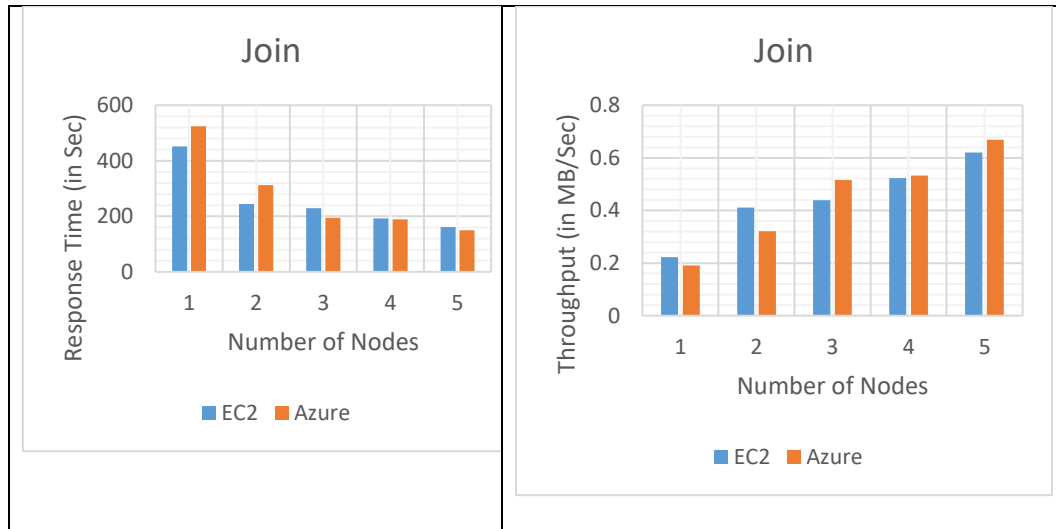 Join
Response Time (in Sec)
600
400
200
0
1 2 3 4 5
Number of Nodes
EC2 Azure
Join
Throughput (in MB/Sec)
0.8
0.6
0.4
0.2
0
1 2 3 4 5
Number of Nodes
EC2 Azure